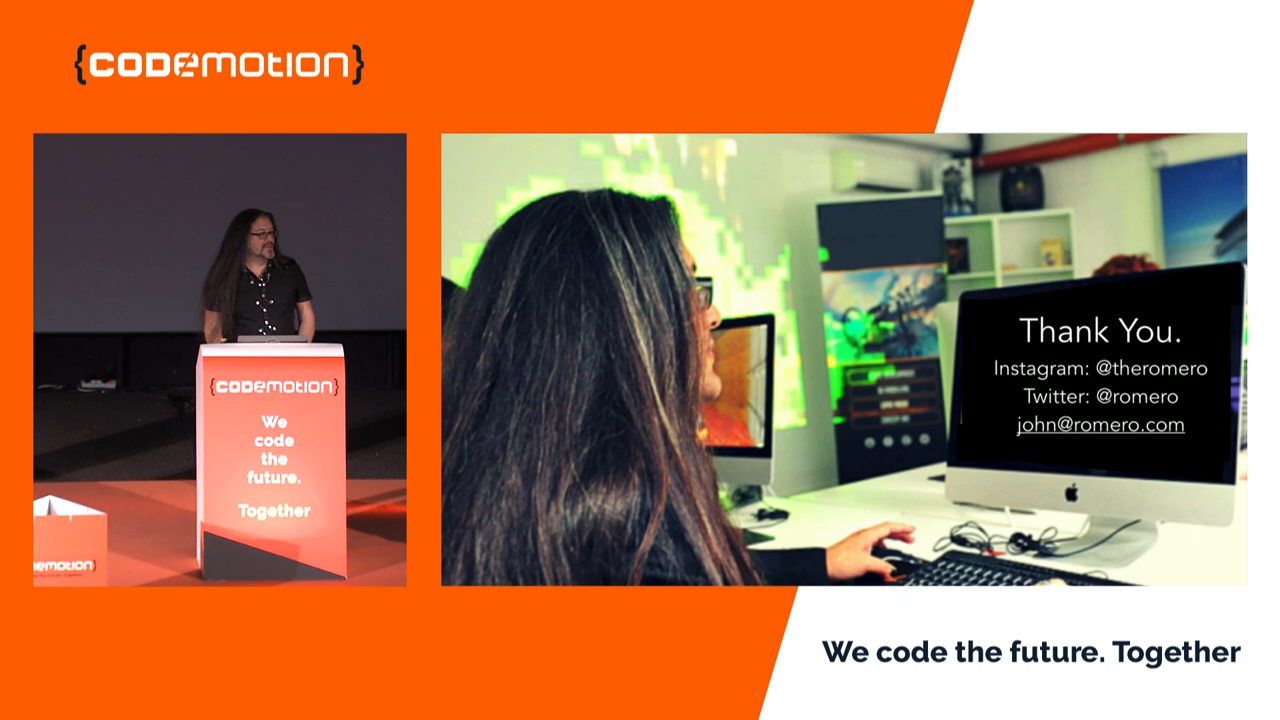 {CODEMOTION}
{CODEMOTION}
We
code
the
future.
Together
EMOTION}
Thank You.
Instagram: @theromero
Twitter: @romero
john@romero.com
We code the future. Together